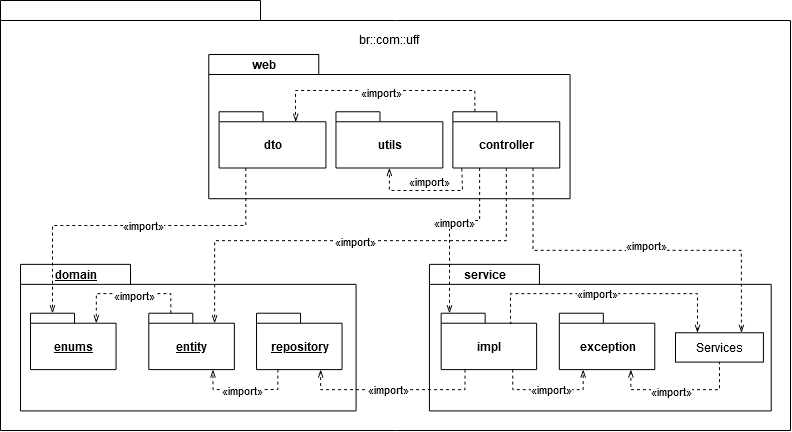 br::com::uff
web
«import»
dto
utils
controller
«import»
«import»
«import»
«import»
«import»
domain
service
«import»
«import»
enums
entity
repository
impl
exception
Services
«import»
«import»
«import»
«import»